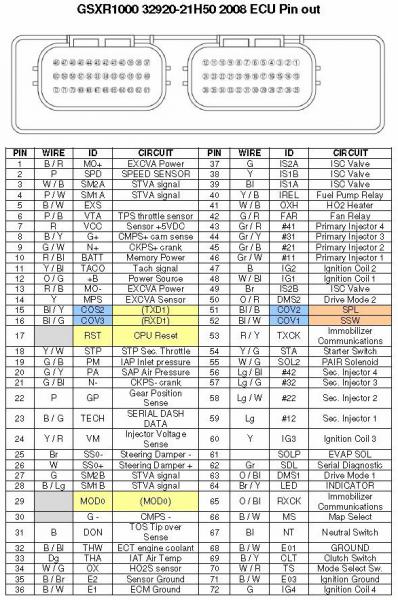 GSXR1000 32920-21H50 2008 ECU Pin out
PIN WIRE ID CIRCUIT PIN WIRE ID CIRCUIT
1 B / R MO+ EXCVA Power 37 G IS2A ISC Valve
2 P SPD SPEED SENSOR 38 Y IS1B ISC Valve
3 W / B SM2A STVA signal 39 Bl IS1A ISC Valve
4 P / W SM1A STVA signal 40 Y / B IREL Fuel Pump Relay
5 W / B EXS 41 W / B OXH HO2 Heater
6 P / B VTA TPS throttle sensor 42 G / R FAR Fan Relay
7 R VCC Sensor +5VDC 43 Gr / R #41 Primary Injector 4
8 B / Y G+ CMPS+ cam sense 44 Gr / Y #31 Primary Injector 3
9 G / W N+ CKPS+ crank 45 Gr / B #21 Primary Injector 2
10 R / Bl BATT Memory Power 46 Gr / W #11 Primary Injector 1
11 Y / Bl TACO Tach signal 47 B IG2 Ignition Coil 2
12 O / G +B Power Source 48 W / Bl IG1 Ignition Coil 1
13 R / B MO- EXCVA Power 49 Br IS2B ISC Valve
14 Y MPS EXCVA Sensor 50 O / R DMS2 Drive Mode 2
15 Bl / Y COS2 (TXD1) 51 Bl / B COV2 SPL
16 Bl / G COV3 (RXD1) 52 Bl / W COV1 SSW
17 RST CPU Reset 53 R / Y TXCK Immobilizer Communications
18 Y / W STP STP Sec. Throttle 54 Y / G STA Starter Switch
19 G / B PM IAP Inlet pressure 55 W / G SOL2 PAIR Solenoid
20 G / Y PA SAP Air Pressure 56 Lg / Bl #42 Sec. Injector 4
21 G / Bl N- CKPS- crank 57 Lg / G #32 Sec. Injector 3
22 P GP Gear Position Sense 58 Lg / W #22 Sec. Injector 2
23 B / G TECH SERIAL DASH DATA 59 Lg #12 Sec. Injector 1
24 Y / R VM Injector Voltage Sense 60 Y IG3 Ignition Coil 3
25 Br SS0- Steering Damper - 61 SOLP EVAP SOL
26 W SS0+ Steering Damper + 62 Gr SDL Serial Diagnostic
27 G SM2B STVA signal 63 O / Bl DMS1 Drive Mode 1
28 B / Lg SM1B STVA signal 64 Br / Y LED INDICATOR
29 MOD0 (MOD0) 65 O / Bl RXCK Immobilizer Communications
30 G - CMPS - 66 B / W MS Map Select
31 B DON TOS Tip over Sense 67 Bl NT Neutral Switch
32 B / Bl THW ECT engine coolant 68 B / W E01 GROUND
33 Dg THA IAT Air Temp 69 B / Y CLT Clutch Switch
34 W / G OX HO2S sensor 70 W / R TS Mode Select Sw.
35 B / Br E2 Sensor Ground 71 B / W E03 Ignition Ground
36 B / W E1 ECM Ground 72 G IG4 Ignition Coil 4